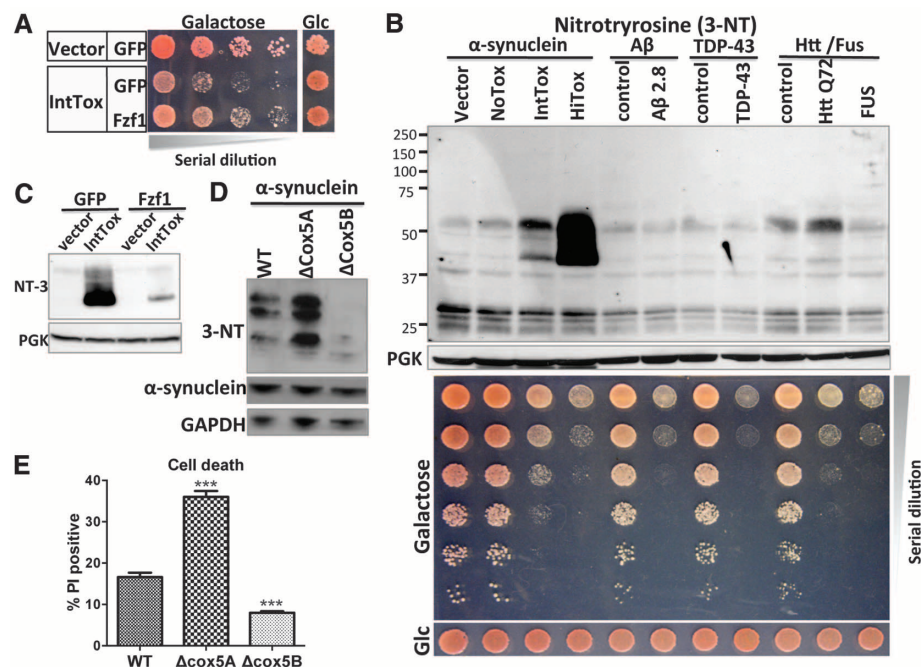 A
Galactose
Glc
Vector GFP
IntTox
GFP
Fzf1
Serial dilution
B
Nitrotyrosine (3-NT)
α-synuclein
Aβ
TDP-43
Htt /Fus
Vector
NoTox
IntTox
HiTox
control
Aβ 2.8
control
TDP-43
control
Htt Q72
FUS
250
150
100
75
50
37
25
PGK
Galactose
Serial dilution
Glc
C
GFP
Fzf1
vector
IntTox
vector
IntTox
NT-3
PGK
D
α-synuclein
WT
ΔCox5A
ΔCox5B
3-NT
α-synuclein
GAPDH
E
Cell death
% PI positive
40
30
20
10
0
***
***
WT
Δcox5A
Δcox5B